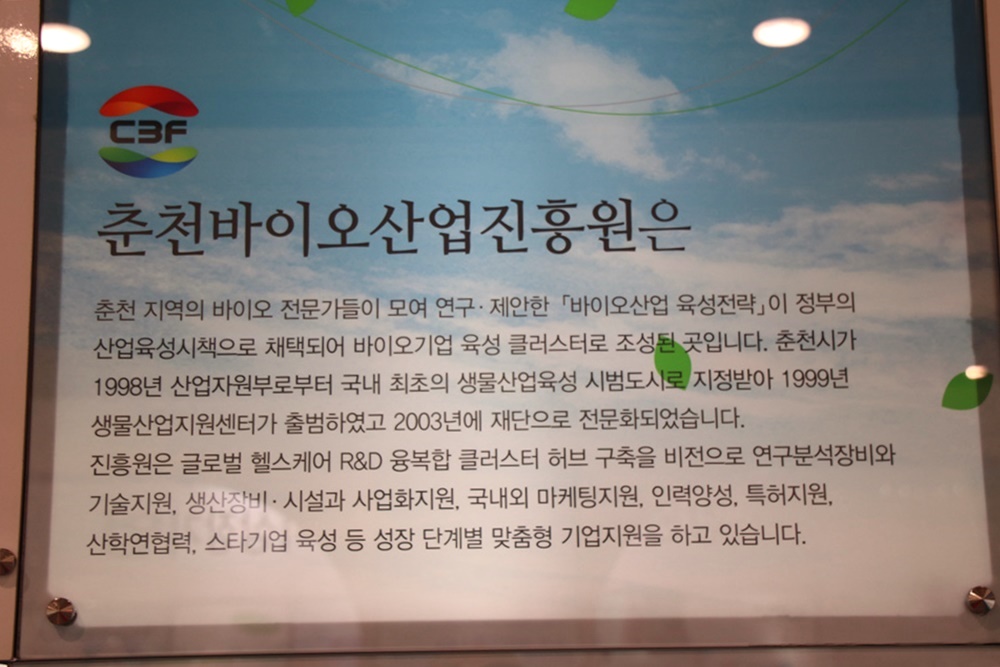 CBF
춘천바이오산업진흥원은
춘천 지역의 바이오 전문가들이 모여 연구·제안한 「바이오산업 육성전략」이 정부의
산업육성시책으로 채택되어 바이오기업 육성 클러스터로 조성된 곳입니다. 춘천시가
1998년 산업자원부로부터 국내 최초의 생물산업육성 시범도시로 지정받아 1999년
생물산업지원센터가 출범하였고 2003년에 재단으로 전문화되었습니다.
진흥원은 글로벌 헬스케어 R&D 융복합 클러스터 허브 구축을 비전으로 연구분석장비와
기술지원, 생산장비·시설과 사업화지원, 국내외 마케팅지원, 인력양성, 특허지원,
산학연협력, 스타기업 육성 등 성장 단계별 맞춤형 기업지원을 하고 있습니다.